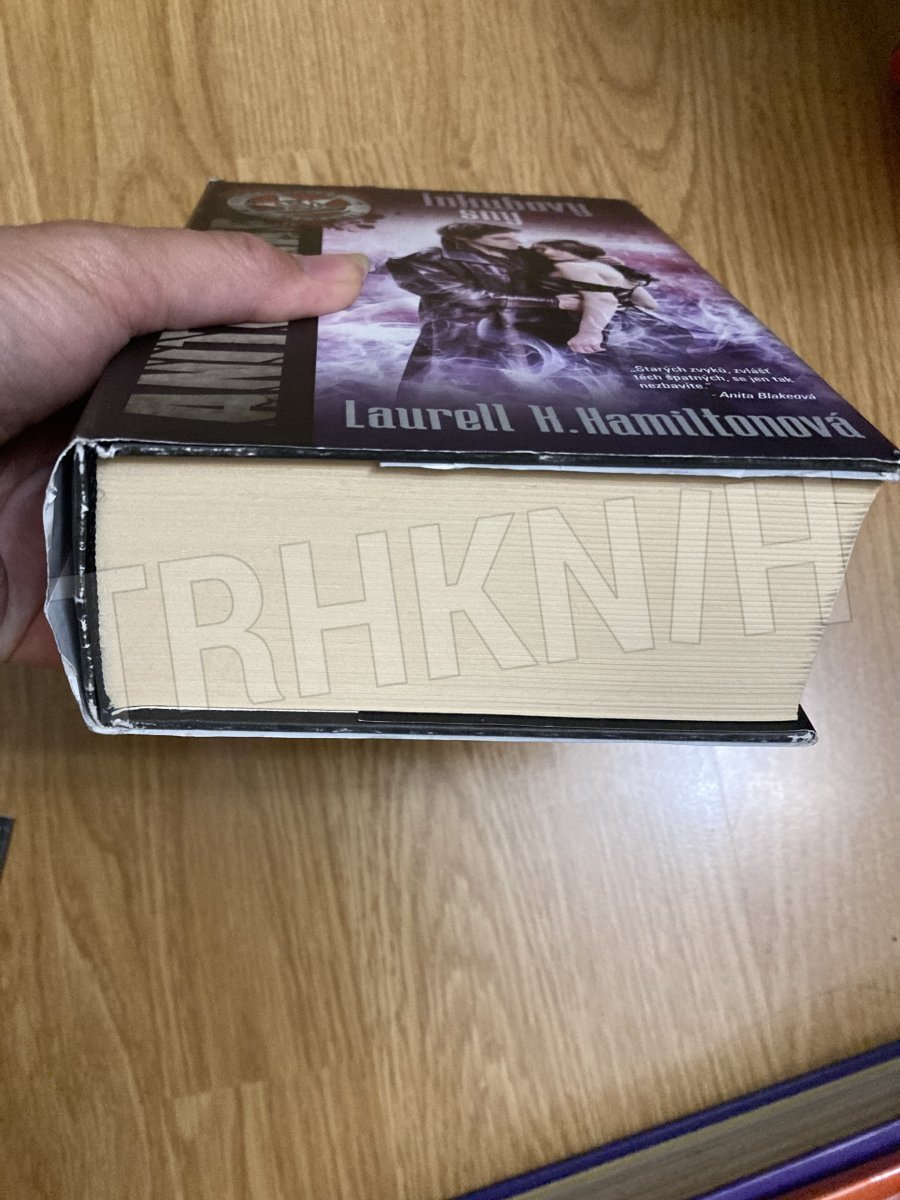 Inkubovy
sny
„Starých zvyků, zvlášť
těch špatných, se jen tak
nezbavíte."
- Anita Blakeová
Laurell K. Hamiltonová
TRHKNIH